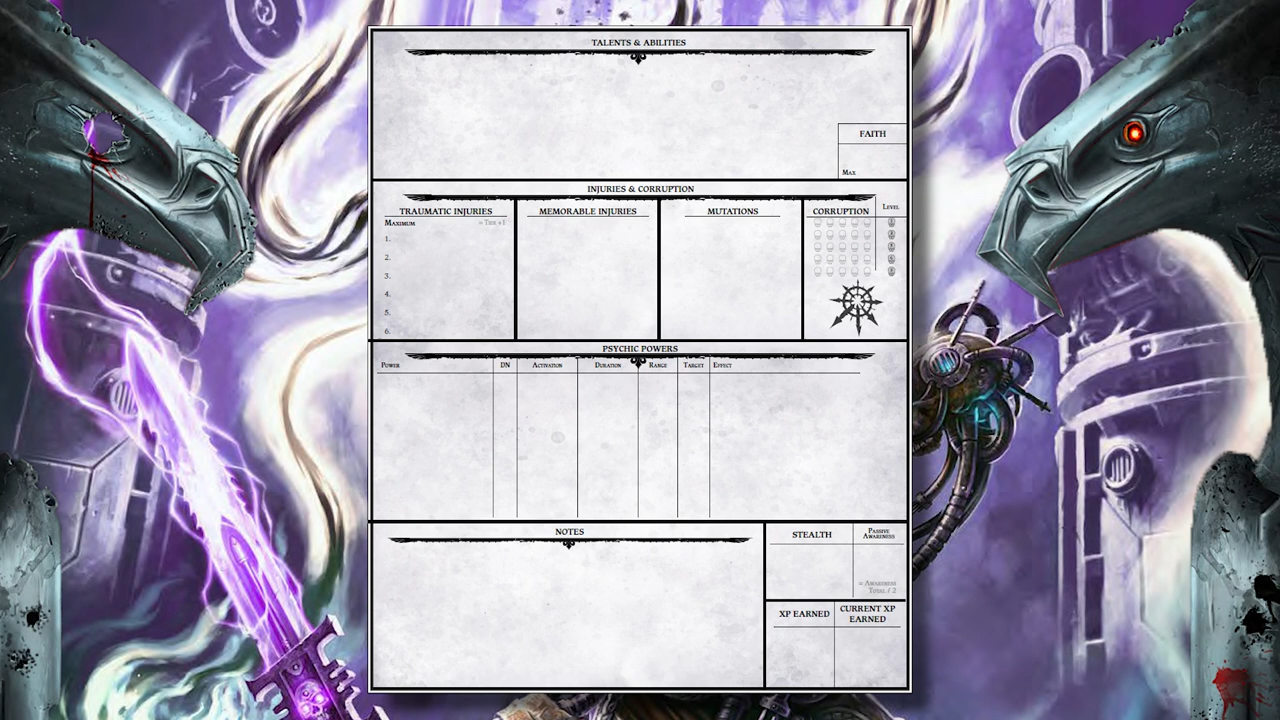 TALENTS & ABILITIES
FAITH
MAX
INJURIES & CORRUPTION
TRAUMATIC INJURIES
MEMORABLE INJURIES
MUTATIONS
CORRUPTION
LEVEL
MAXIMUM
= TIER +1
1.
2.
3.
4.
5.
6.
PSYCHIC POWERS
POWER
DN
ACTIVATION
DURATION
RANGE
TARGET
EFFECT
NOTES
STEALTH
PASSIVE
AWARENESS
= AWARENESS
TOTAL / 2
XP EARNED
CURRENT XP
EARNED